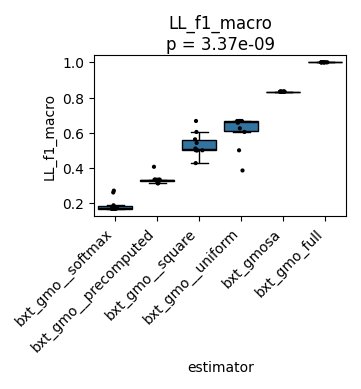 LL_f1_macro
p = 3.37e-09
LL_f1_macro
1.0
0.8
0.6
0.4
0.2
bxt_gmo__softmax
bxt_gmo__precomputed
bxt_gmo__square
bxt_gmo__uniform
bxt_gmosa
bxt_gmo_full
estimator